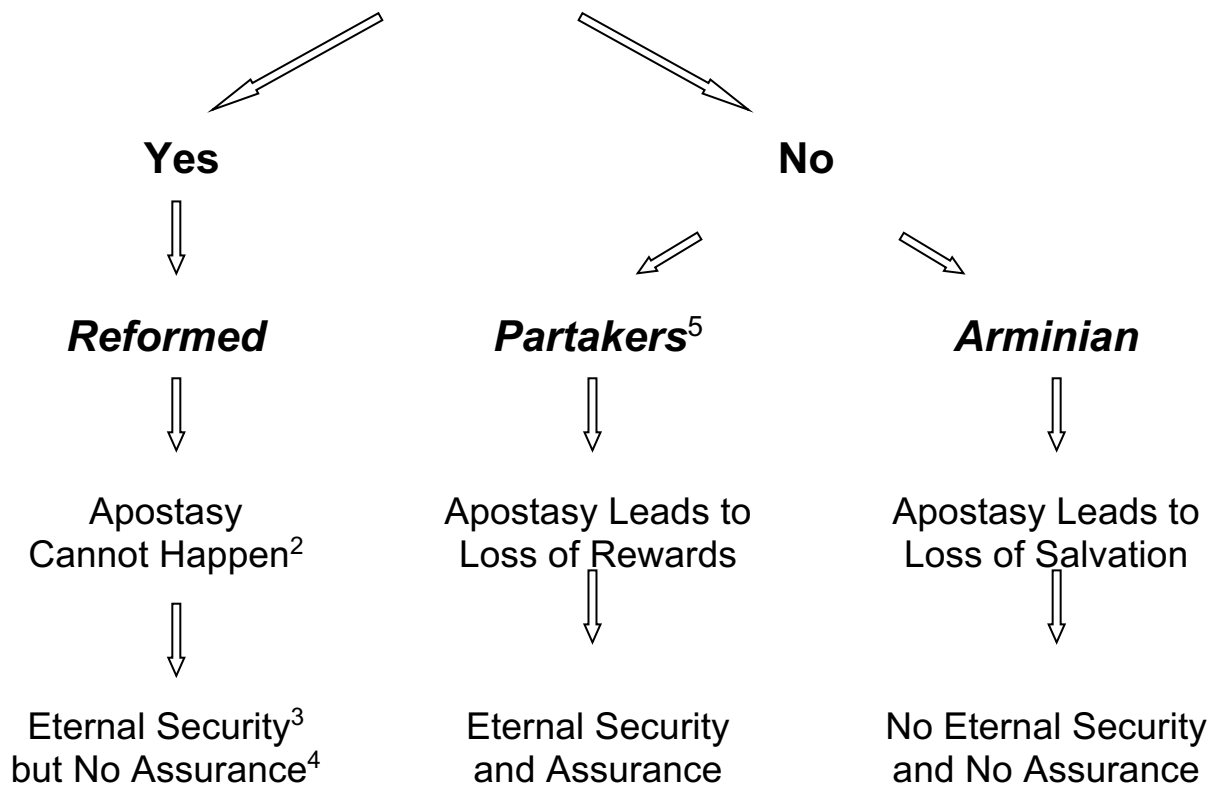 Yes
No
Reformed
Partakers⁵
Arminian
Apostasy
Cannot Happen²
Apostasy Leads to
Loss of Rewards
Apostasy Leads to
Loss of Salvation
Eternal Security³
but No Assurance⁴
Eternal Security
and Assurance
No Eternal Security
and No Assurance